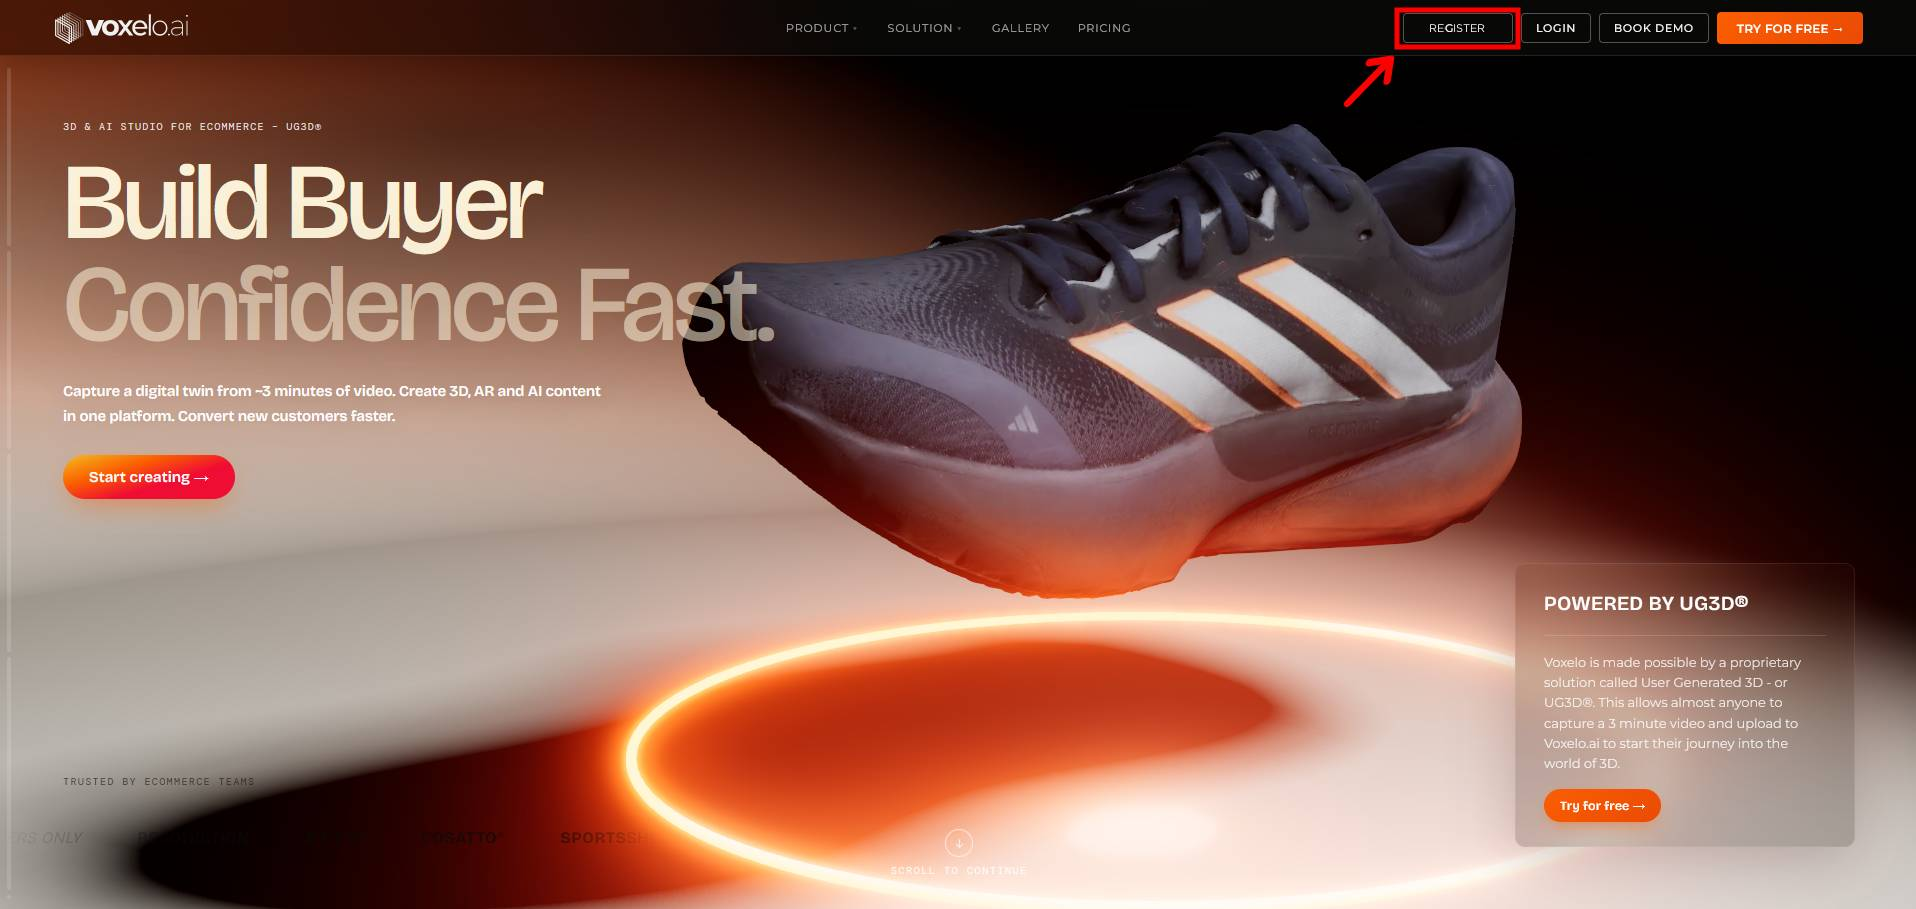 voxelo.ai
PRODUCT
SOLUTION
GALLERY
PRICING
REGISTER
LOGIN
BOOK DEMO
TRY FOR FREE →
3D & AI STUDIO FOR ECOMMERCE – UG3D®
Build Buyer
Confidence Fast.
Capture a digital twin from ~3 minutes of video. Create 3D, AR and AI content
in one platform. Convert new customers faster.
Start creating →
POWERED BY UG3D®
Voxelo is made possible by a proprietary
solution called User Generated 3D - or
UG3D®. This allows almost anyone to
capture a 3 minute video and upload to
Voxelo.ai to start their journey into the
world of 3D.
Try for free →
TRUSTED BY ECOMMERCE TEAMS
ERS ONLY
COSATTO
SPORTSSH
SCROLL TO CONTINUE